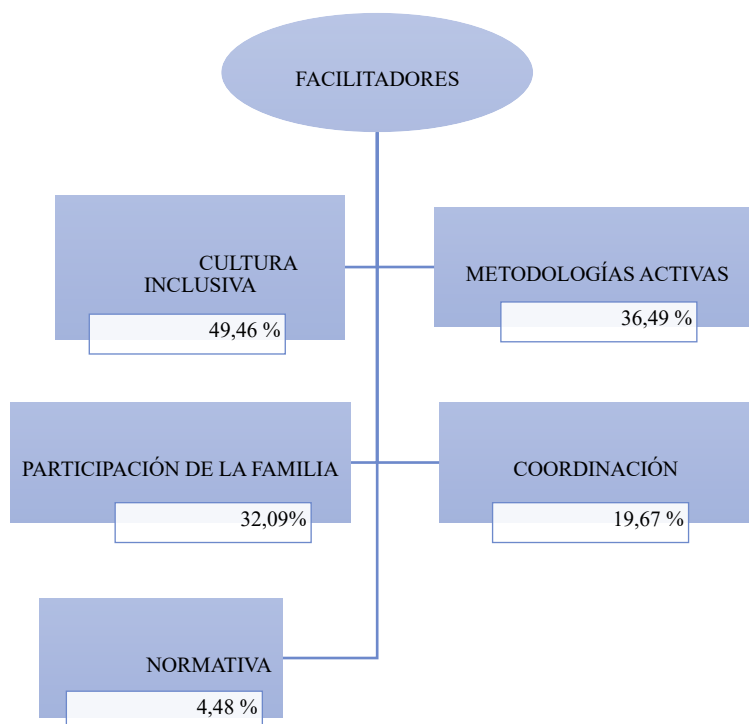 FACILITADORES
CULTURA
INCLUSIVA
49,46 %
METODOLOGÍAS ACTIVAS
36,49 %
PARTICIPACIÓN DE LA FAMILIA
32,09%
COORDINACIÓN
19,67 %
NORMATIVA
4,48 %